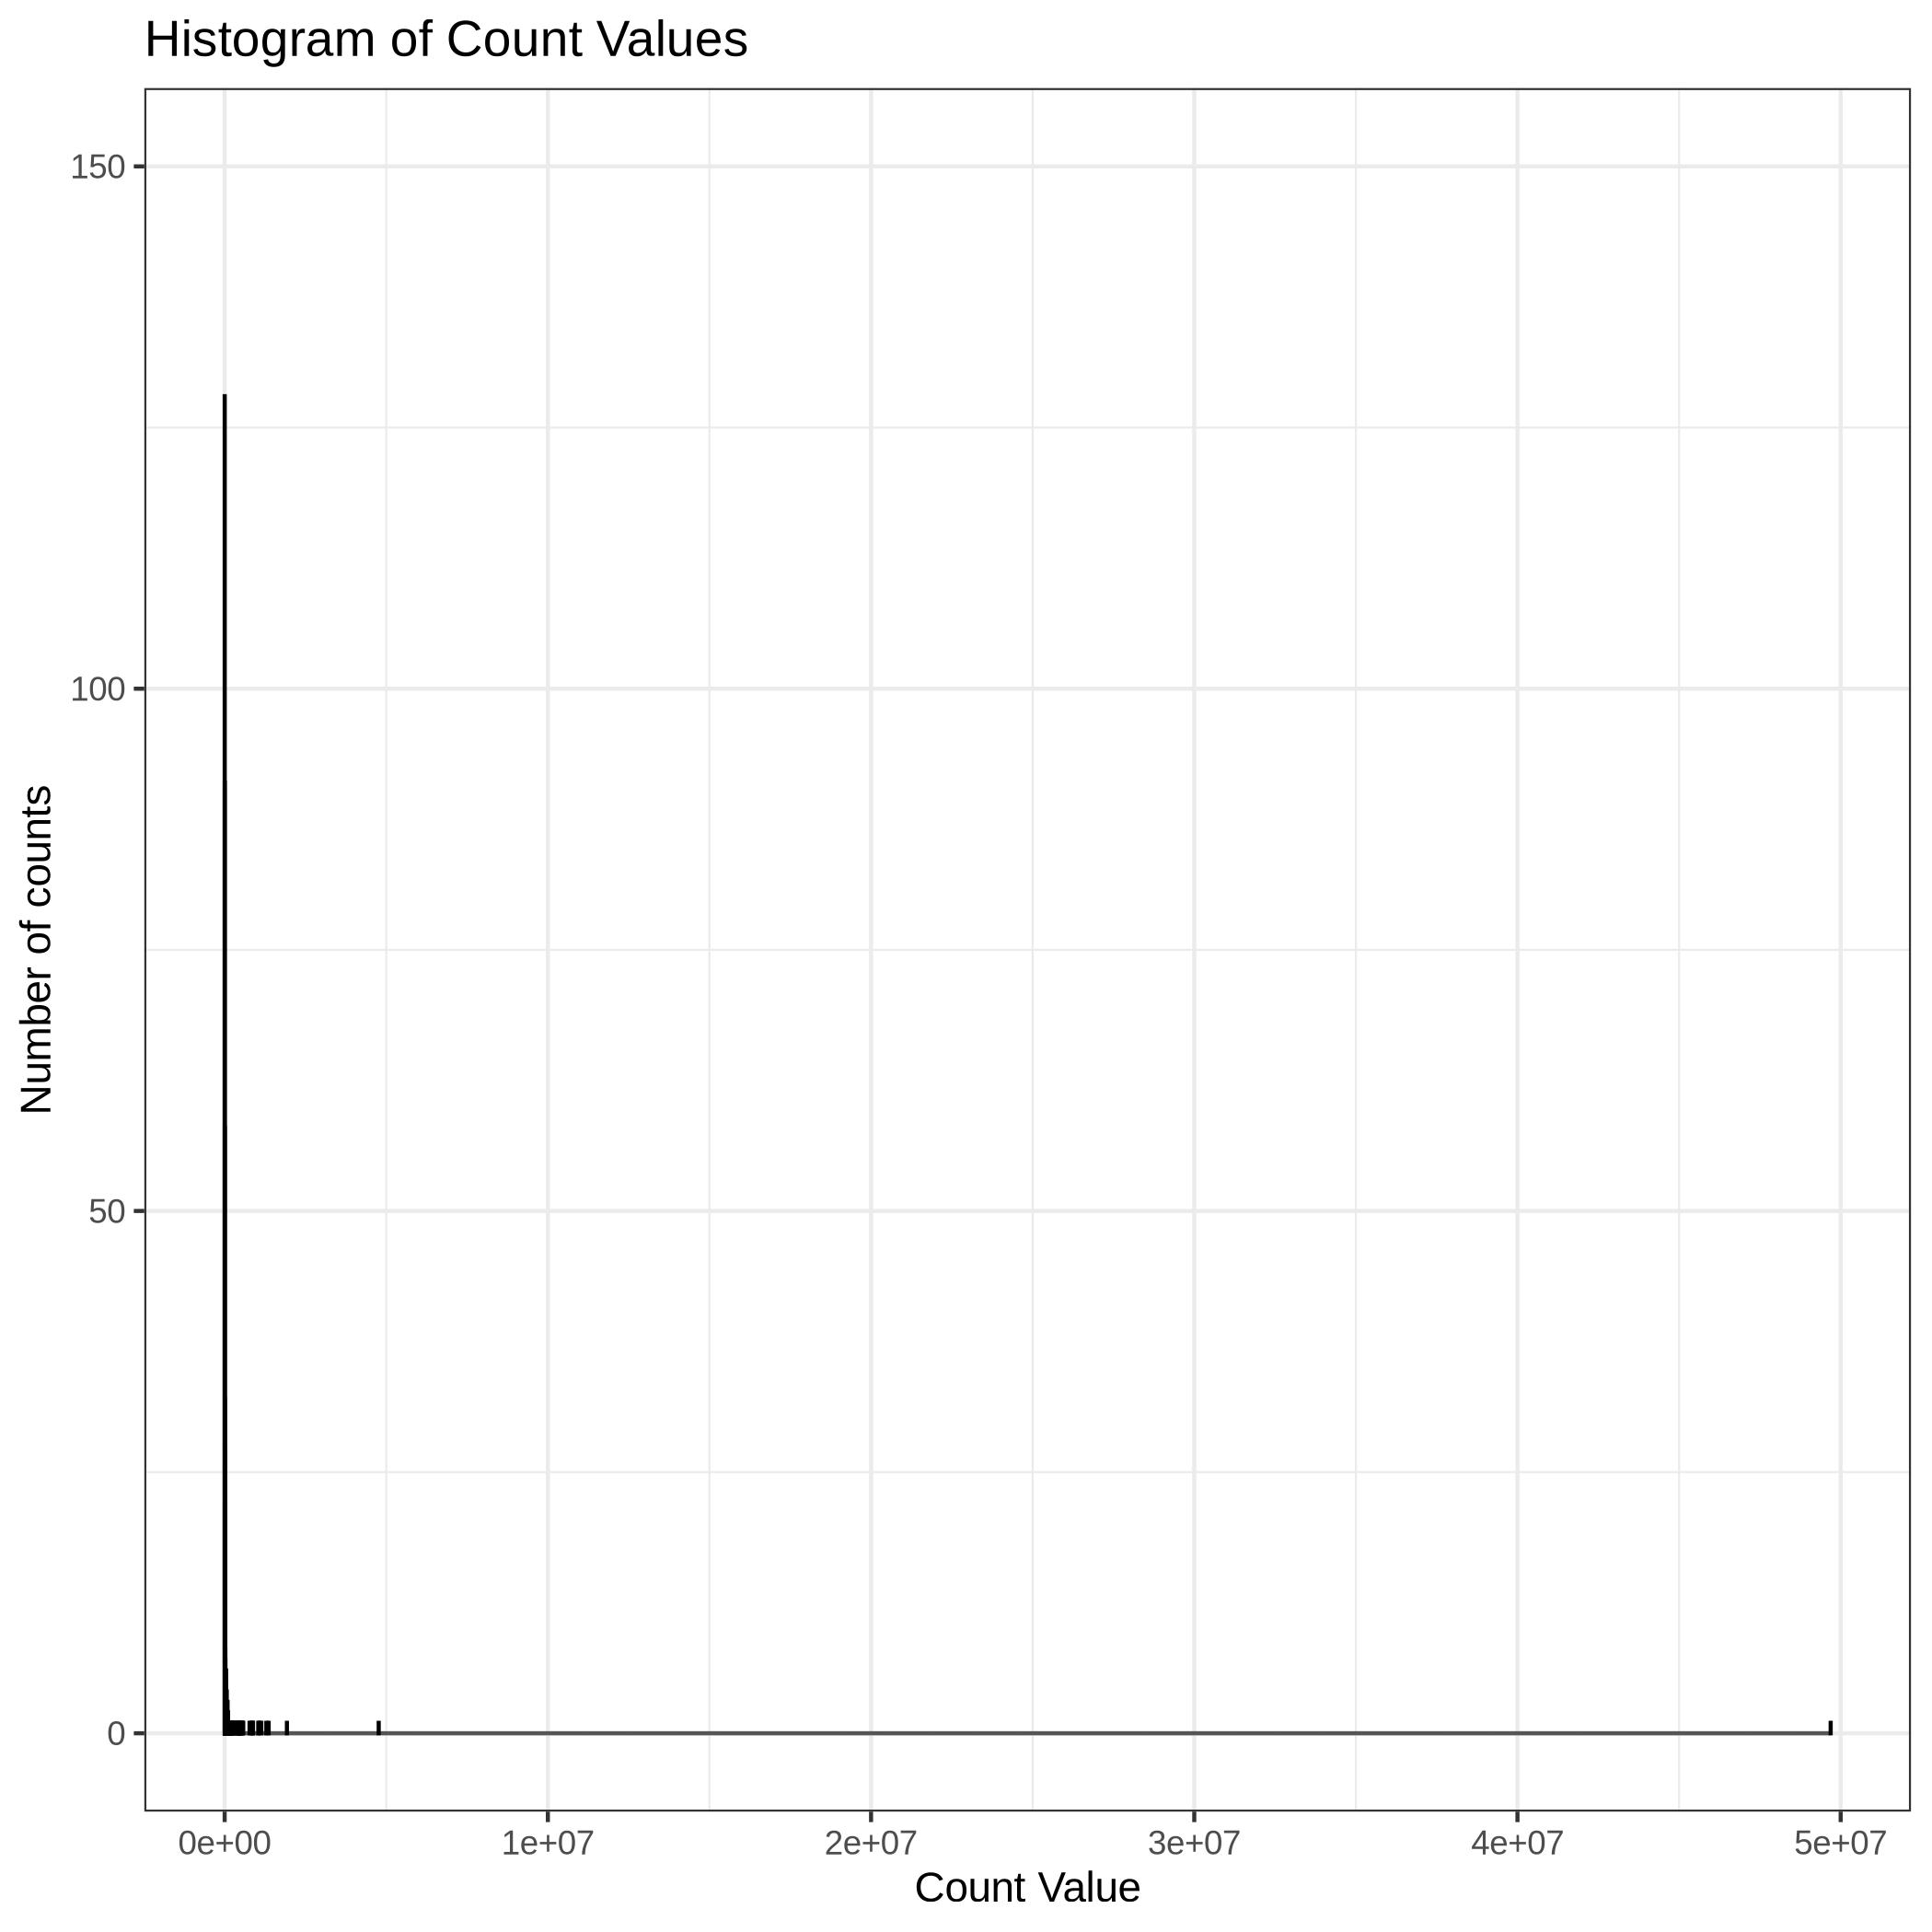 Histogram of Count Values
150
100
50
0
Number of counts
0e+00 1e+07 2e+07 3e+07 4e+07 5e+07
Count Value